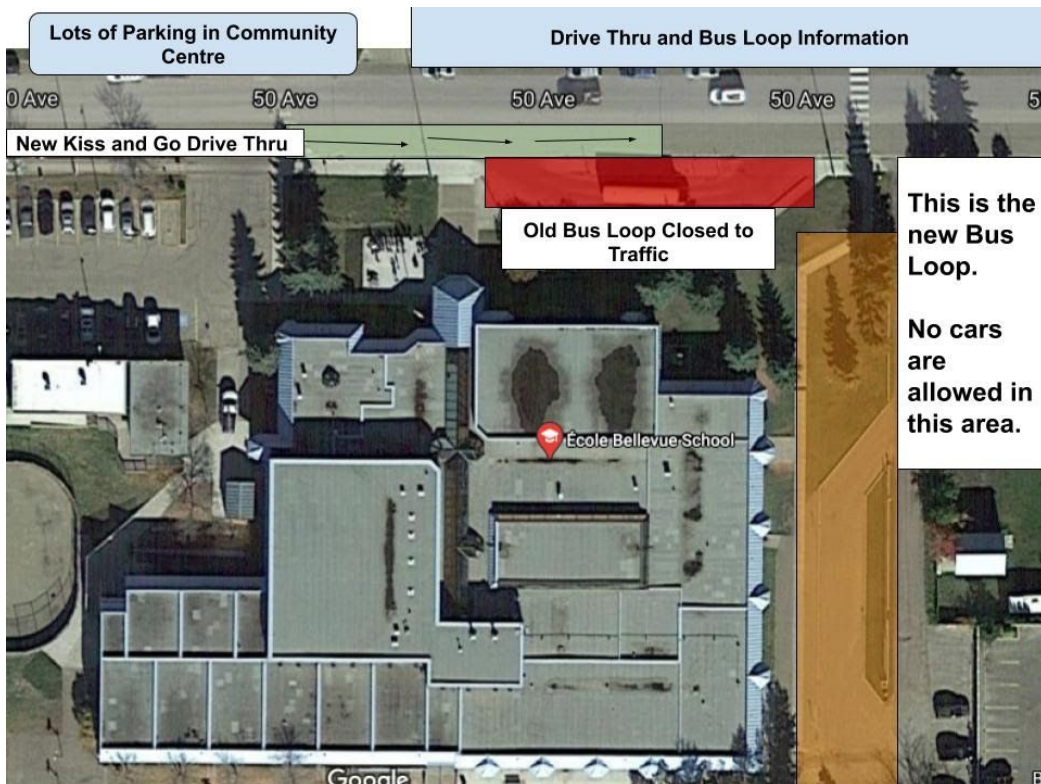 Lots of Parking in Community
Centre
Drive Thru and Bus Loop Information
0 Ave
50 Ave
50 Ave
50 Ave
5
New Kiss and Go Drive Thru
Old Bus Loop Closed to
Traffic
This is the
new Bus
Loop.
No cars
are
allowed in
this area.
École Bellevue School
Google